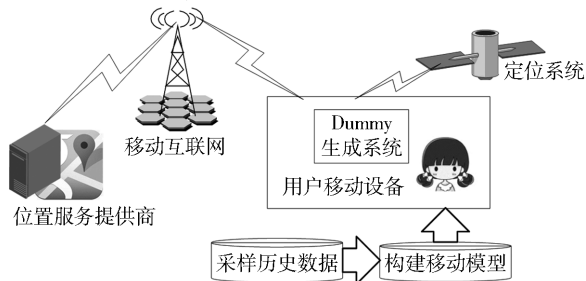 定位系统
移动互联网
Dummy
生成系统
用户移动设备
位置服务提供商
采样历史数据
构建移动模型